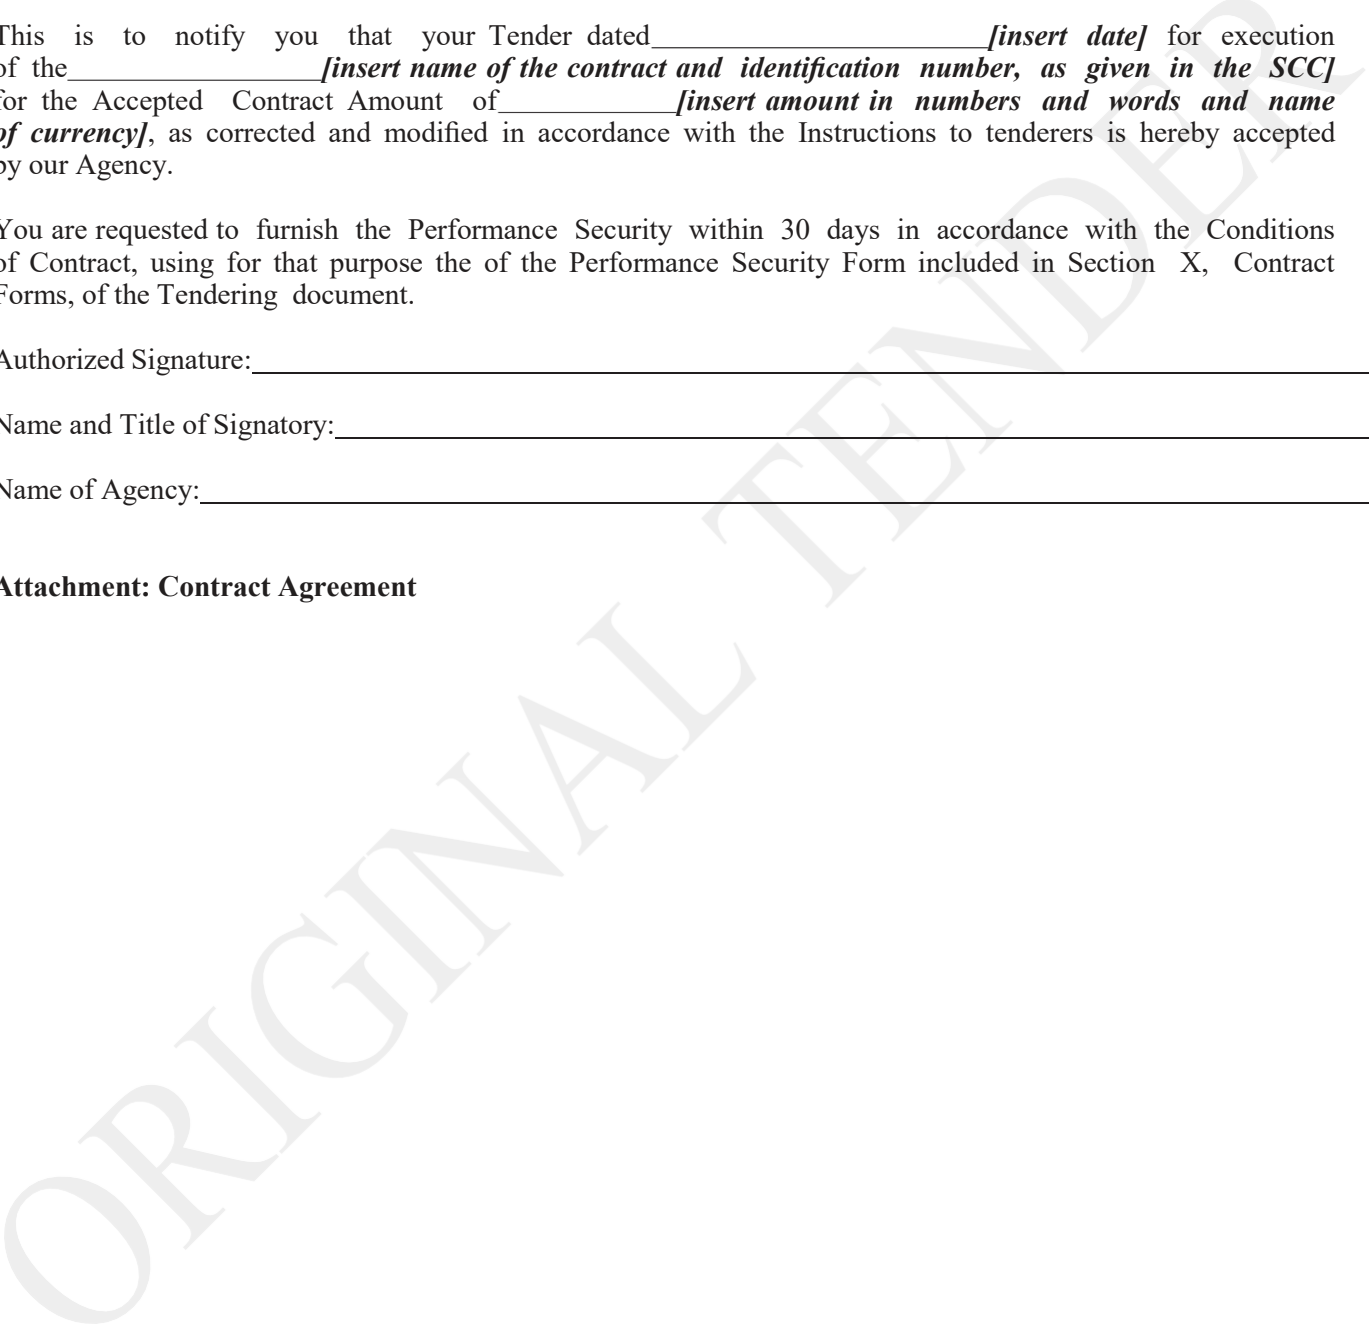 This is to notify you that your Tender dated______________________[insert date] for execution
of the_________________[insert name of the contract and identification number, as given in the SCC]
for the Accepted Contract Amount of____________[insert amount in numbers and words and name
of currency], as corrected and modified in accordance with the Instructions to tenderers is hereby accepted
by our Agency.
You are requested to furnish the Performance Security within 30 days in accordance with the Conditions
of Contract, using for that purpose the of the Performance Security Form included in Section X, Contract
Forms, of the Tendering document.
Authorized Signature:
Name and Title of Signatory:
Name of Agency:
Attachment: Contract Agreement
ORIGINAL TENDER